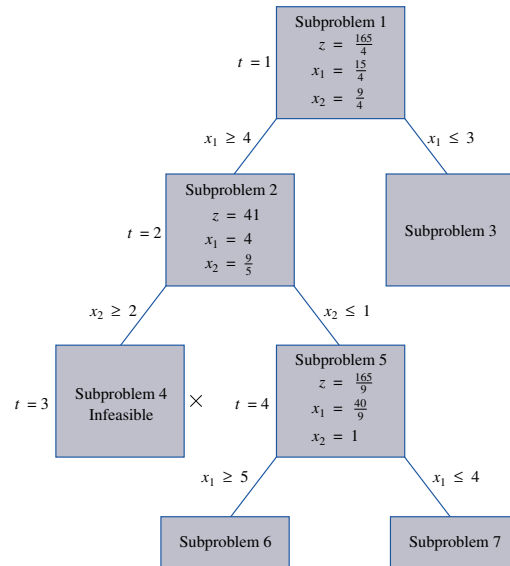 Subproblem 1
z = 165/4
t = 1
x₁ = 15/4
x₂ = 9/4
x₁ ≥ 4
x₁ ≤ 3
Subproblem 2
z = 41
t = 2
x₁ = 4
x₂ = 9/5
Subproblem 3
x₂ ≥ 2
x₂ ≤ 1
t = 3
Subproblem 4
Infeasible
×
Subproblem 5
z = 165/9
t = 4
x₁ = 40/9
x₂ = 1
x₁ ≥ 5
x₁ ≤ 4
Subproblem 6
Subproblem 7